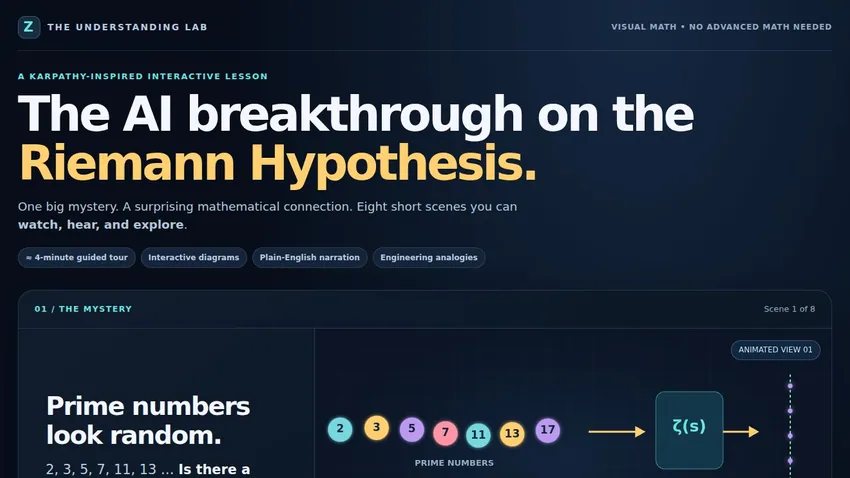 Z THE UNDERSTANDING LAB
VISUAL MATH • NO ADVANCED MATH NEEDED
A KARPATHY-INSPIRED INTERACTIVE LESSON
The AI breakthrough on the
Riemann Hypothesis.
One big mystery. A surprising mathematical connection. Eight short scenes you can
watch, hear, and explore.
≈ 4-minute guided tour
Interactive diagrams
Plain-English narration
Engineering analogies
01 / THE MYSTERY
Scene 1 of 8
ANIMATED VIEW 01
Prime numbers
look random.
2, 3, 5, 7, 11, 13 ... Is there a
2 3 5 7 11 13 17
ζ(s)
PRIME NUMBERS